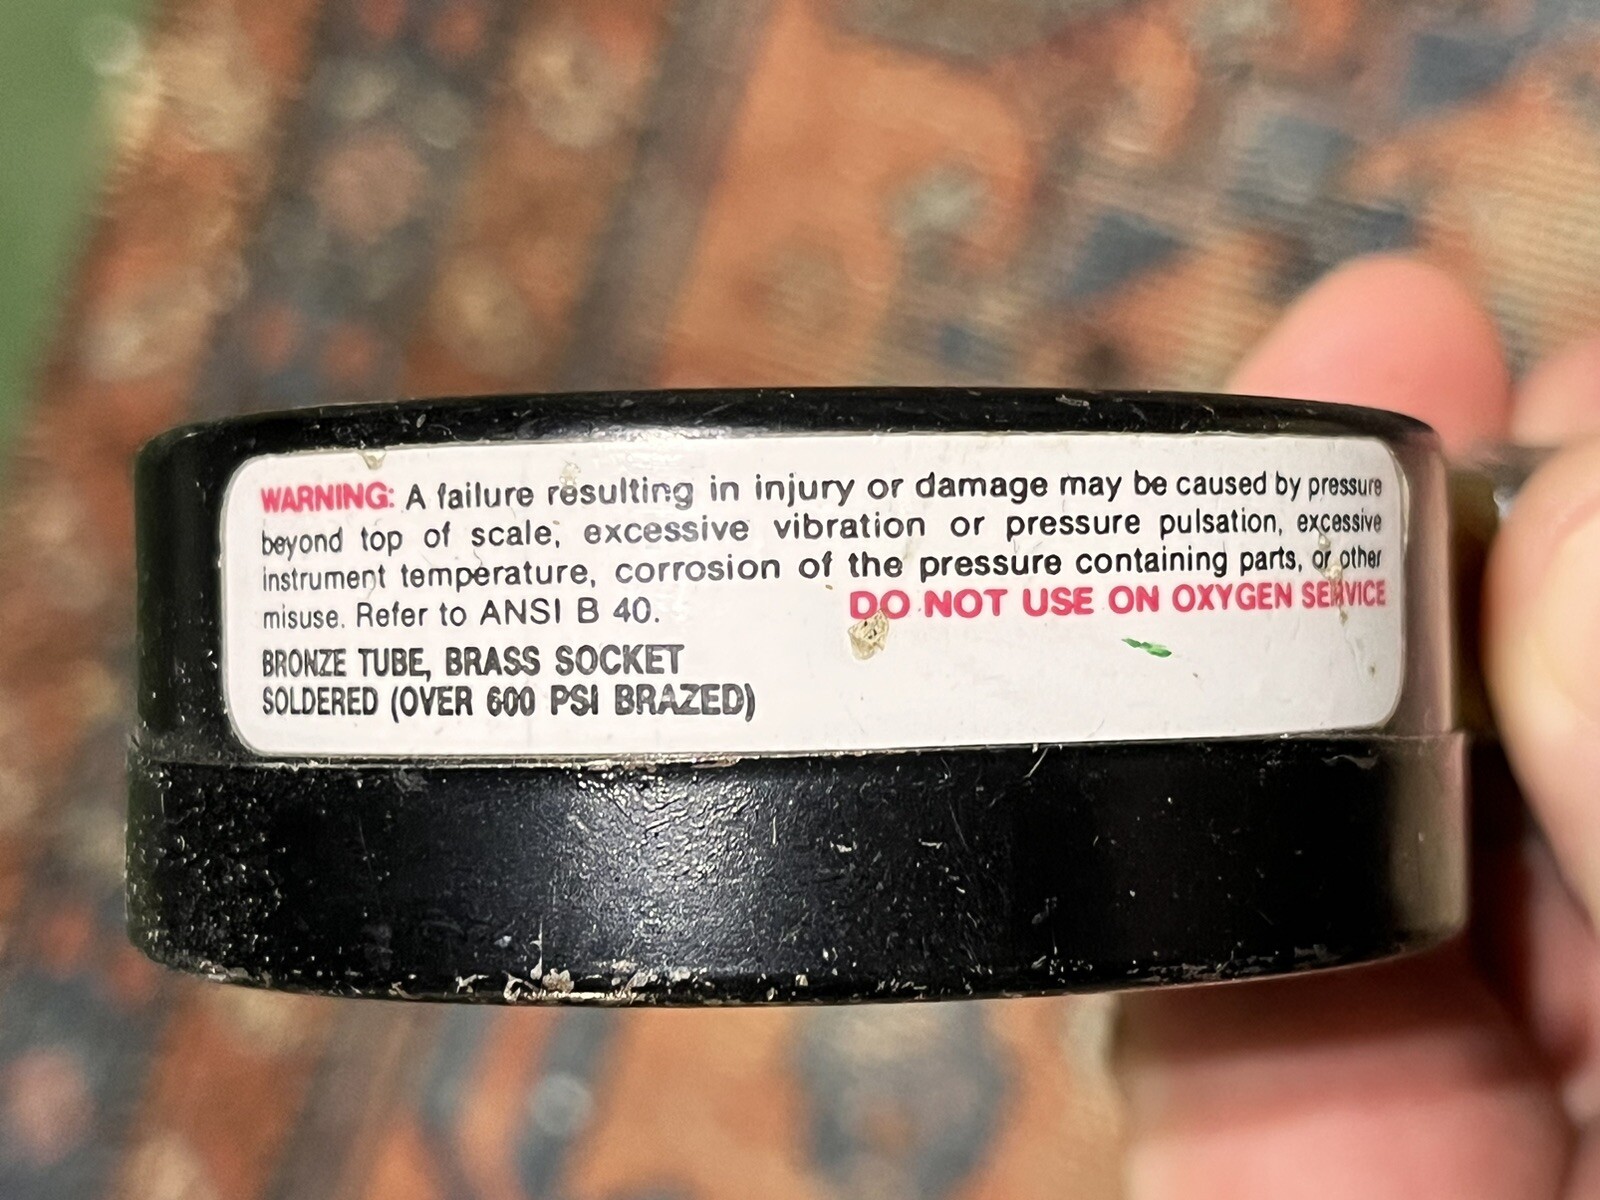 WARNING: A failure resulting in injury or damage may be caused by pressure
beyond top of scale, excessive vibration or pressure pulsation, excessive
instrument temperature, corrosion of the pressure containing parts, or other
misuse. Refer to ANSI B 40. DO NOT USE ON OXYGEN SERVICE
BRONZE TUBE, BRASS SOCKET
SOLDERED (OVER 600 PSI BRAZED)